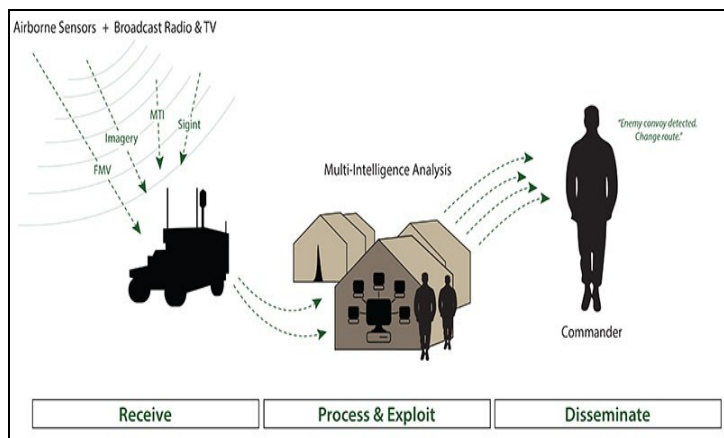 Airborne Sensors + Broadcast Radio & TV
MTI
Sigint
Imagery
FMV
Multi-Intelligence Analysis
"Enemy convoy detected.
Change route."
Commander
Receive
Process & Exploit
Disseminate